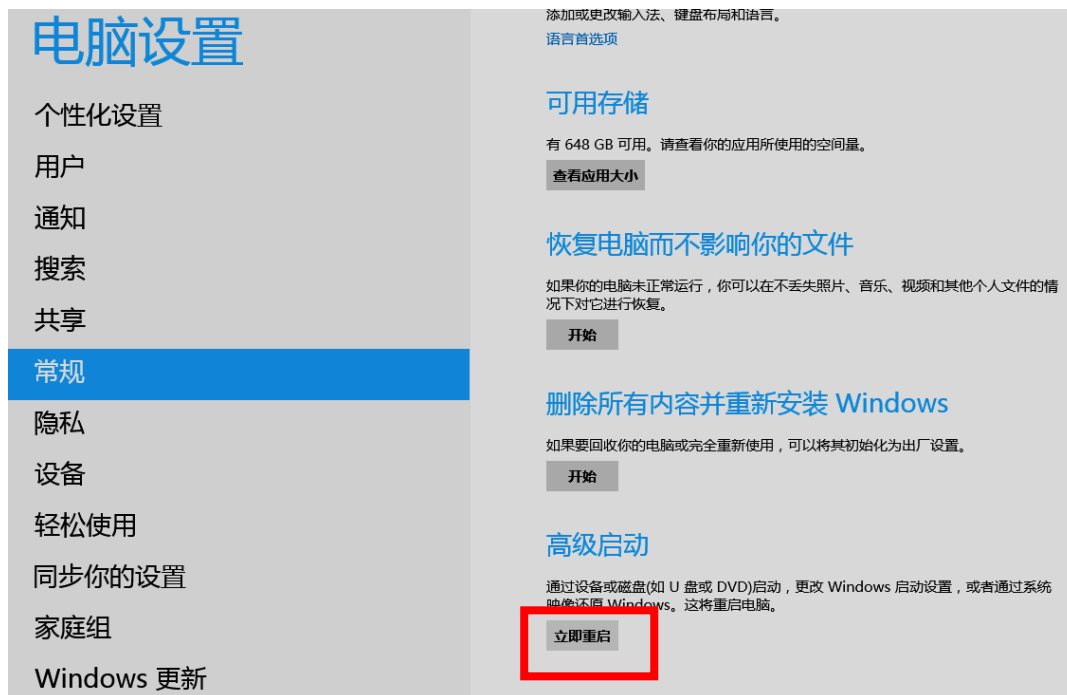 电脑设置
个性化设置
用户
通知
搜索
共享
常规
隐私
设备
轻松使用
同步你的设置
家庭组
Windows 更新
添加或更改输入法、键盘布局和语言。
语言首选项
可用存储
有 648 GB 可用。请查看你的应用所使用的空间量。
查看应用大小
恢复电脑而不影响你的文件
如果你的电脑未正常运行，你可以在不丢失照片、音乐、视频和其他个人文件的情
况下对它进行恢复。
开始
删除所有内容并重新安装 Windows
如果要回收你的电脑或完全重新使用，可以将其初始化为出厂设置。
开始
高级启动
通过设备或磁盘(如 U 盘或 DVD)启动，更改 Windows 启动设置，或者通过系统
映像还原 Windows。这将重启电脑。
立即重启